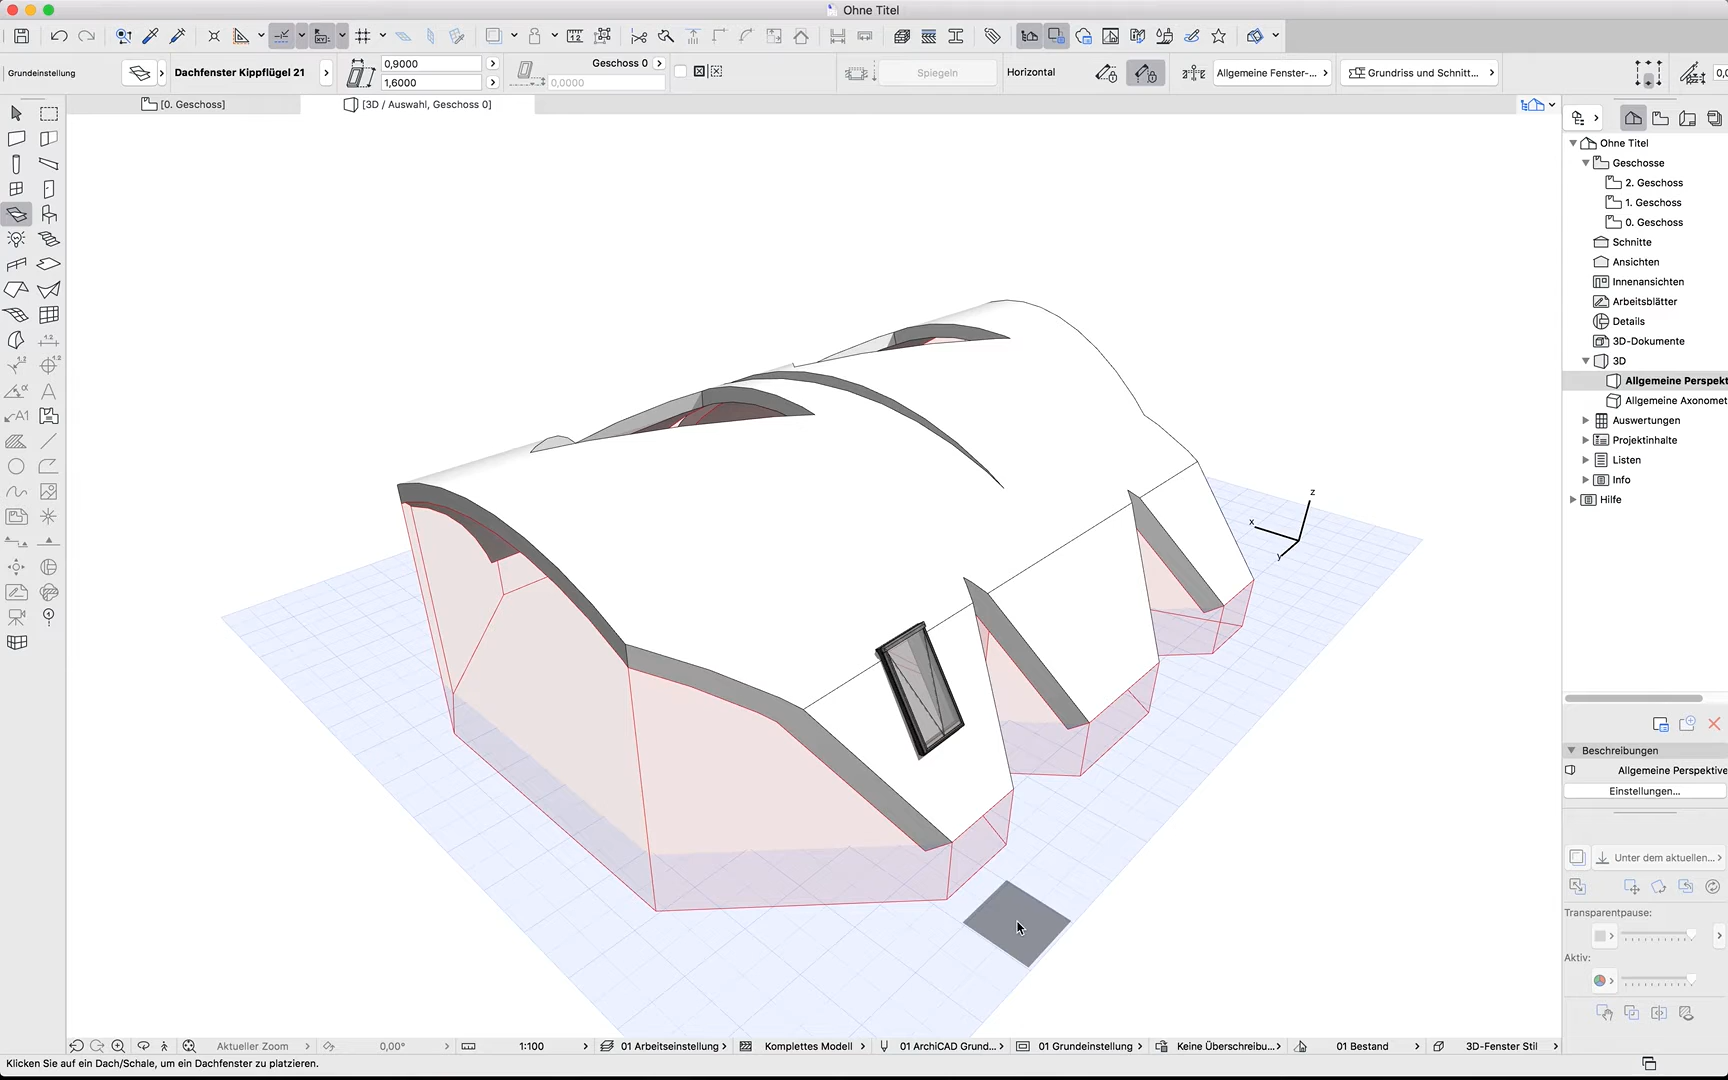 Ohne Titel
Grundeinstellung
Dachfenster Kippflügel 21
0,9000
1,6000
Geschoss 0
0,0000
Spiegeln
Horizontal
Allgemeine Fenster-...
Grundriss und Schnitt...
0,0
[0. Geschoss]
[3D / Auswahl, Geschoss 0]
Ohne Titel
Geschosse
2. Geschoss
1. Geschoss
0. Geschoss
Schnitte
Ansichten
Innenansichten
Arbeitsblätter
Details
3D-Dokumente
3D
Allgemeine Perspekt
Allgemeine Axonomet
Auswertungen
Projektinhalte
Listen
Info
Hilfe
z
x
y
Beschreibungen
Allgemeine Perspektive
Einstellungen...
Unter dem aktuellen...
Transparentpause:
Aktiv:
Aktueller Zoom
0,00°
1:100
01 Arbeitseinstellung
Komplettes Modell
01 ArchiCAD Grund...
01 Grundeinstellung
Keine Überschreibu...
01 Bestand
3D-Fenster Stil
Klicken Sie auf ein Dach/Schale, um ein Dachfenster zu platzieren.